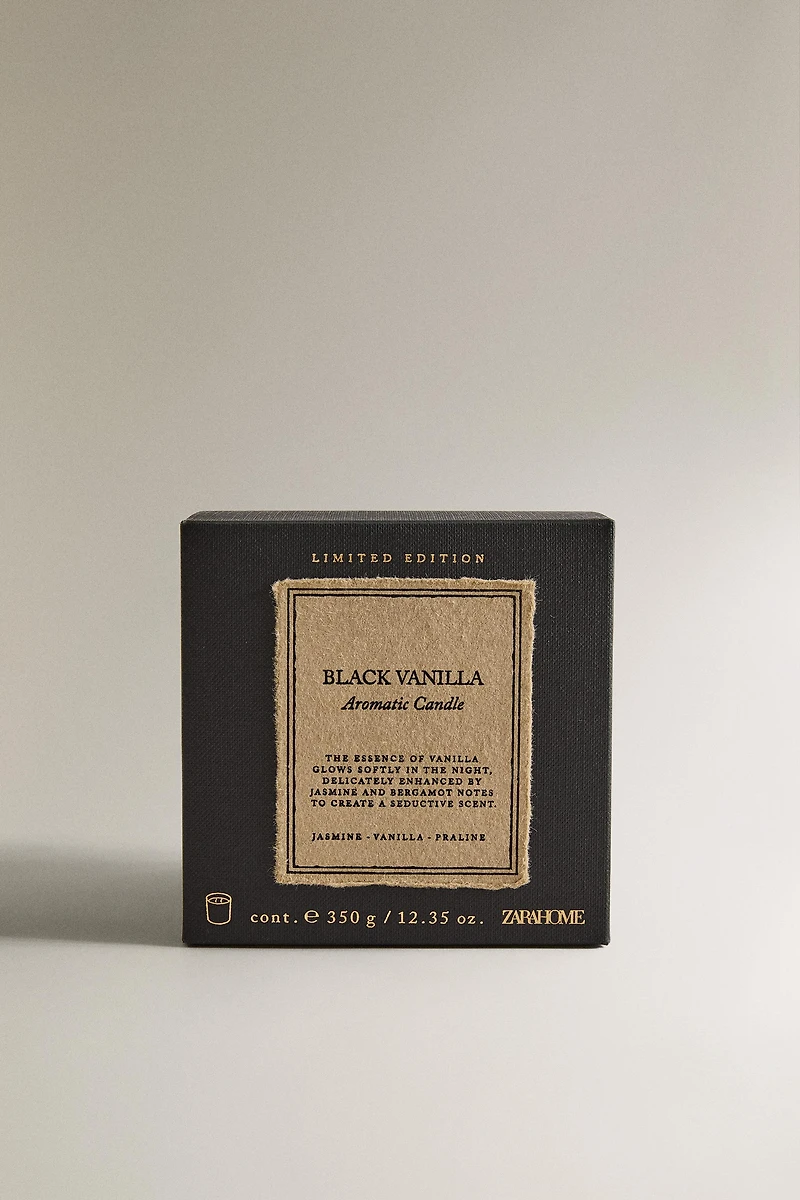 LIMITED EDITION
BLACK VANILLA
Aromatic Candle
THE ESSENCE OF VANILLA
GLOWS SOFTLY IN THE NIGHT,
DELICATELY ENHANCED BY
JASMINE AND BERGAMOT NOTES
TO CREATE A SEDUCTIVE SCENT.
JASMINE - VANILLA - PRALINE
cont. ℮ 350 g / 12.35 oz. ZARAHOME